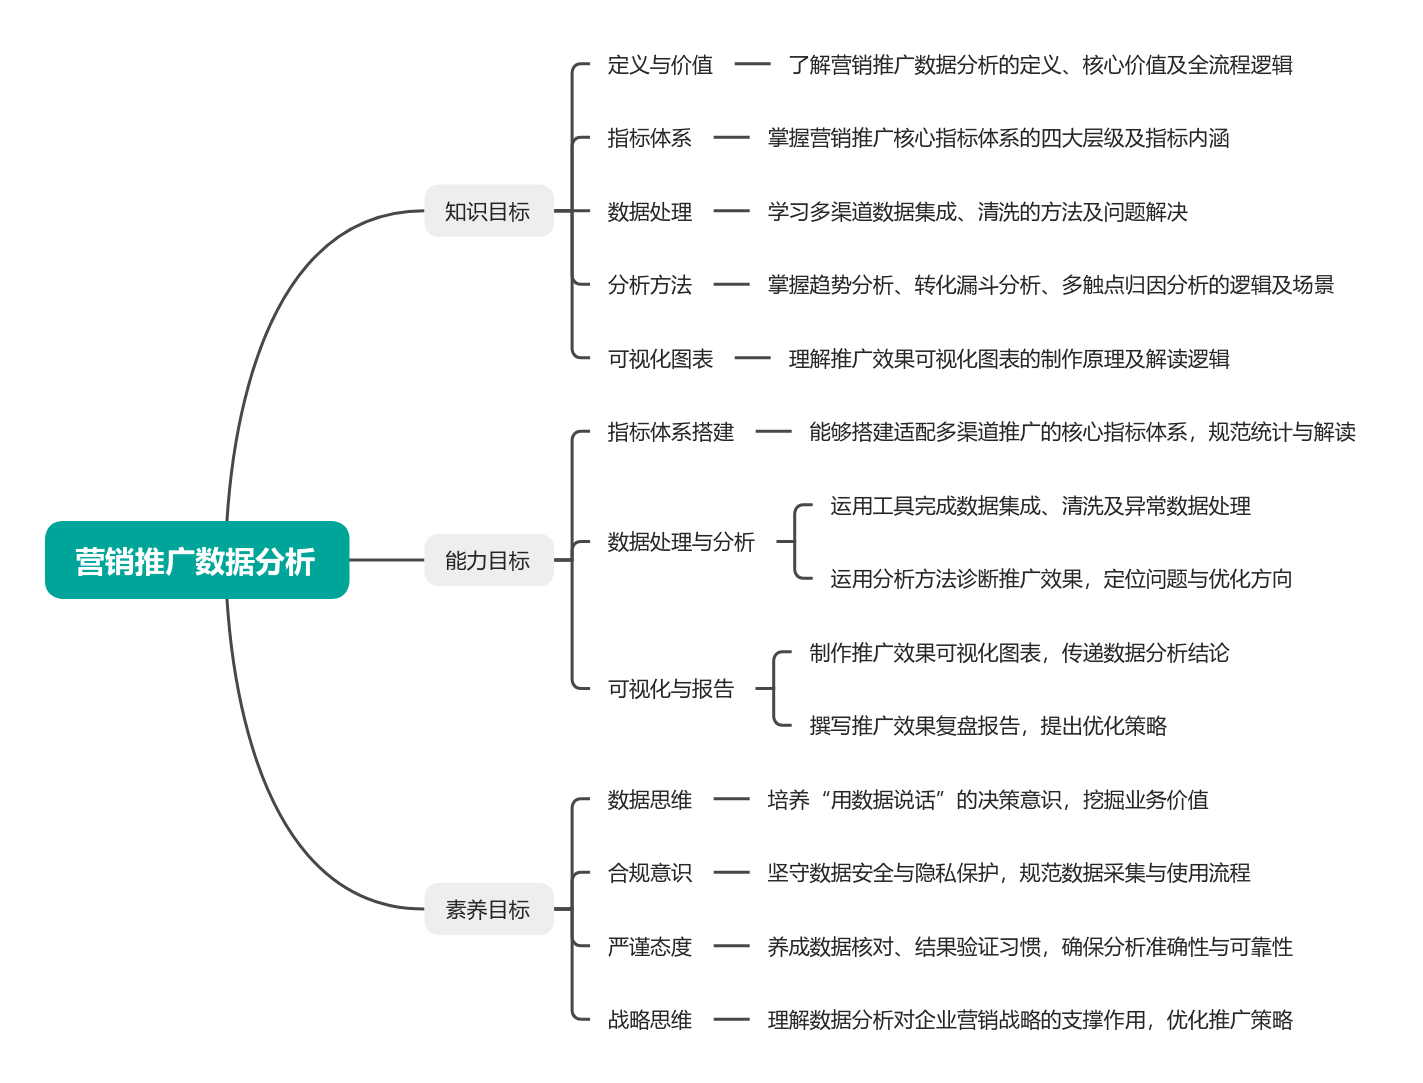 营销推广数据分析
知识目标
定义与价值
了解营销推广数据分析的定义、核心价值及全流程逻辑
指标体系
掌握营销推广核心指标体系的四大层级及指标内涵
数据处理
学习多渠道数据集成、清洗的方法及问题解决
分析方法
掌握趋势分析、转化漏斗分析、多触点归因分析的逻辑及场景
可视化图表
理解推广效果可视化图表的制作原理及解读逻辑
能力目标
指标体系搭建
能够搭建适配多渠道推广的核心指标体系，规范统计与解读
数据处理与分析
运用工具完成数据集成、清洗及异常数据处理
运用分析方法诊断推广效果，定位问题与优化方向
可视化与报告
制作推广效果可视化图表，传递数据分析结论
撰写推广效果复盘报告，提出优化策略
素养目标
数据思维
培养“用数据说话”的决策意识，挖掘业务价值
合规意识
坚守数据安全与隐私保护，规范数据采集与使用流程
严谨态度
养成数据核对、结果验证习惯，确保分析准确性与可靠性
战略思维
理解数据分析对企业营销战略的支撑作用，优化推广策略